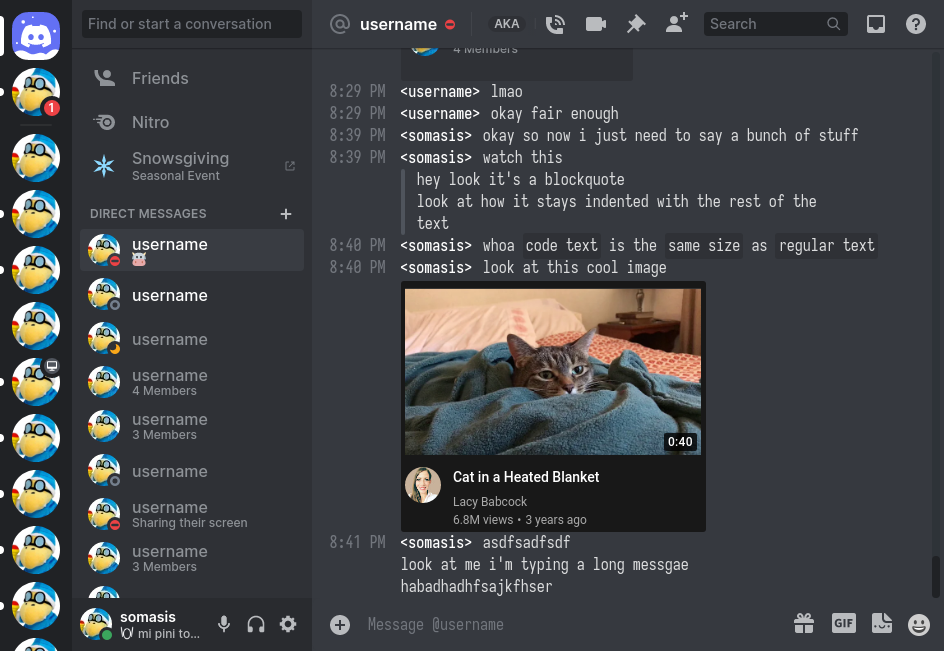 Find or start a conversation
1
Friends
Nitro
Snowsgiving
Seasonal Event
DIRECT MESSAGES
username
username
username
username
4 Members
username
3 Members
username
username
Sharing their screen
username
3 Members
somasis
mi pini to...
@ username
AKA
Search
4 Members
8:29 PM <username> lmao
8:29 PM <username> okay fair enough
8:39 PM <somasis> okay so now i just need to say a bunch of stuff
8:39 PM <somasis> watch this
hey look it's a blockquote
look at how it stays indented with the rest of the
text
8:40 PM <somasis> whoa code text is the same size as regular text
8:40 PM <somasis> look at this cool image
0:40
Cat in a Heated Blanket
Lacy Babcock
6.8M views • 3 years ago
8:41 PM <somasis> asdfsadfsdf
look at me i'm typing a long messgae
habadhadhfsajkfhser
Message @username
GIF